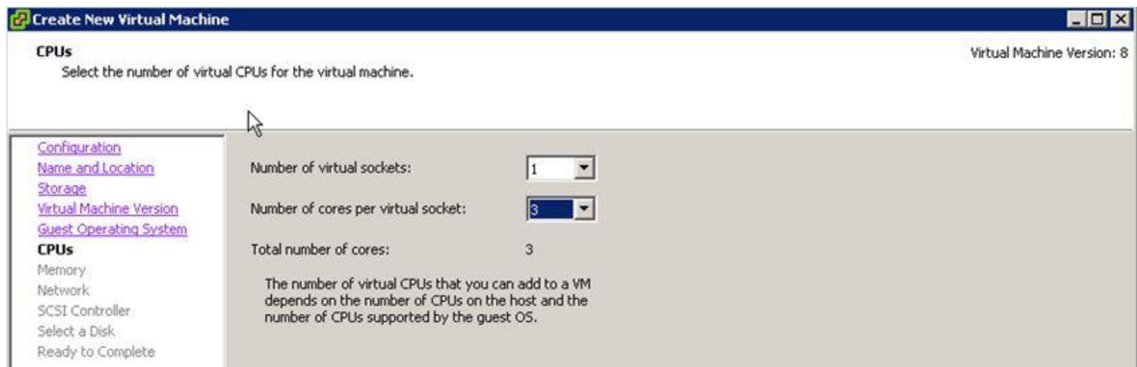 Create New Virtual Machine
CPUs
Select the number of virtual CPUs for the virtual machine.
Virtual Machine Version: 8
Configuration
Name and Location
Storage
Virtual Machine Version
Guest Operating System
CPUs
Memory
Network
SCSI Controller
Select a Disk
Ready to Complete
Number of virtual sockets: 1
Number of cores per virtual socket: 3
Total number of cores: 3
The number of virtual CPUs that you can add to a VM
depends on the number of CPUs on the host and the
number of CPUs supported by the guest OS.